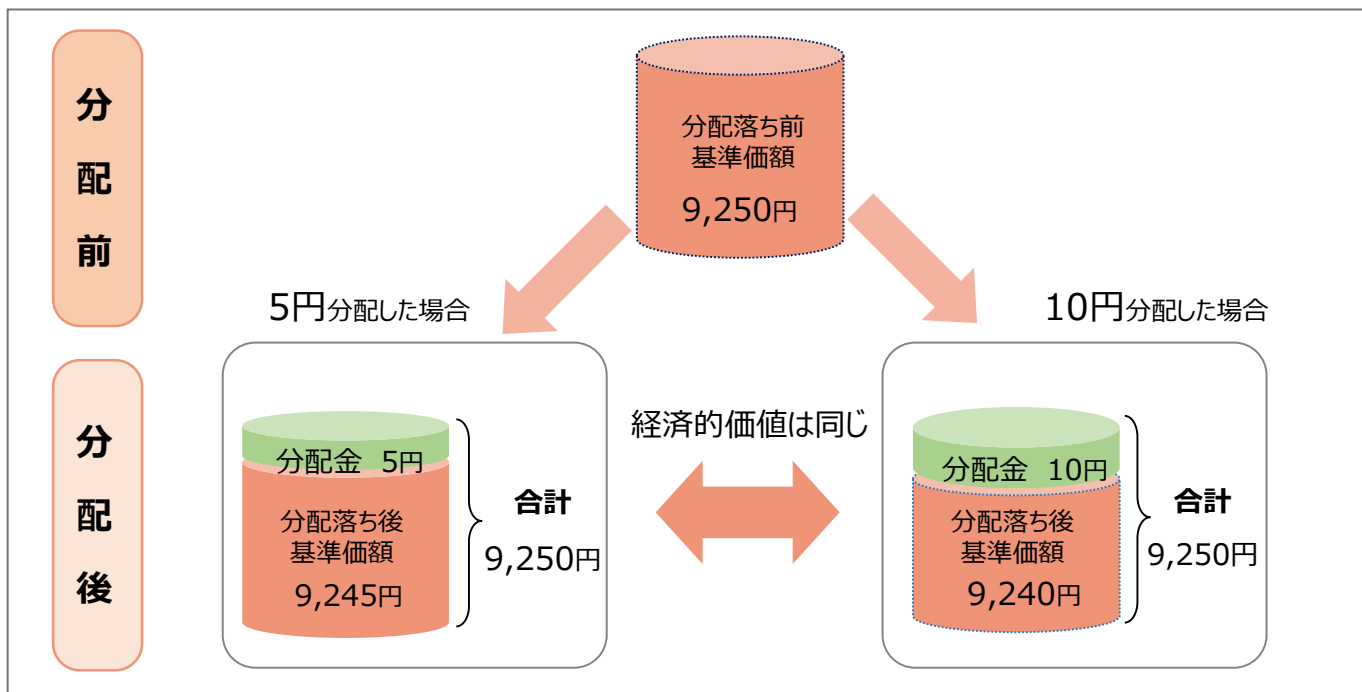 分配前
分配落ち前
基準価額
9,250円
5円分配した場合
10円分配した場合
分配後
分配金 5円
分配落ち後
基準価額
9,245円
合計
9,250円
経済的価値は同じ
分配金 10円
分配落ち後
基準価額
9,240円
合計
9,250円